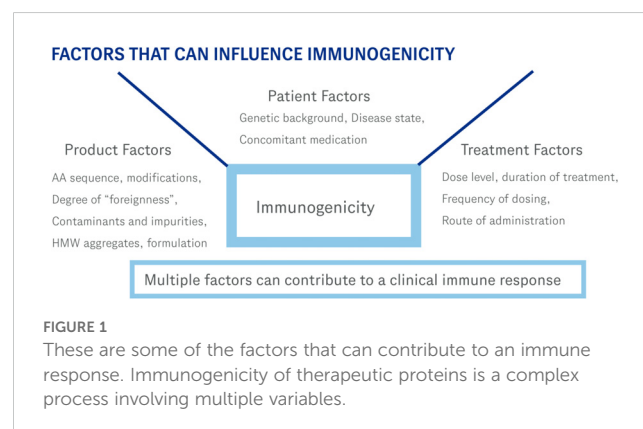 FACTORS THAT CAN INFLUENCE IMMUNOGENICITY
Patient Factors
Genetic background, Disease state,
Concomitant medication
Product Factors
AA sequence, modifications,
Degree of “foreignness”,
Contaminants and impurities,
HMW aggregates, formulation
Immunogenicity
Treatment Factors
Dose level, duration of treatment,
Frequency of dosing,
Route of administration
Multiple factors can contribute to a clinical immune response
FIGURE 1
These are some of the factors that can contribute to an immune
response. Immunogenicity of therapeutic proteins is a complex
process involving multiple variables.